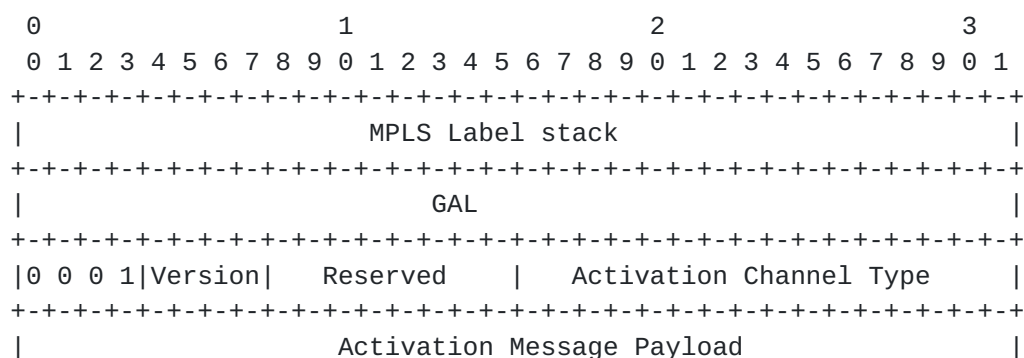 0                   1                   2                   3
 0 1 2 3 4 5 6 7 8 9 0 1 2 3 4 5 6 7 8 9 0 1 2 3 4 5 6 7 8 9 0 1
+-+-+-+-+-+-+-+-+-+-+-+-+-+-+-+-+-+-+-+-+-+-+-+-+-+-+-+-+-+-+-+-+
|                      MPLS Label stack                         |
+-+-+-+-+-+-+-+-+-+-+-+-+-+-+-+-+-+-+-+-+-+-+-+-+-+-+-+-+-+-+-+-+
|                          GAL                                  |
+-+-+-+-+-+-+-+-+-+-+-+-+-+-+-+-+-+-+-+-+-+-+-+-+-+-+-+-+-+-+-+-+
|0 0 0 1|Version|   Reserved    |   Activation Channel Type     |
+-+-+-+-+-+-+-+-+-+-+-+-+-+-+-+-+-+-+-+-+-+-+-+-+-+-+-+-+-+-+-+-+
|                    Activation Message Payload                 |